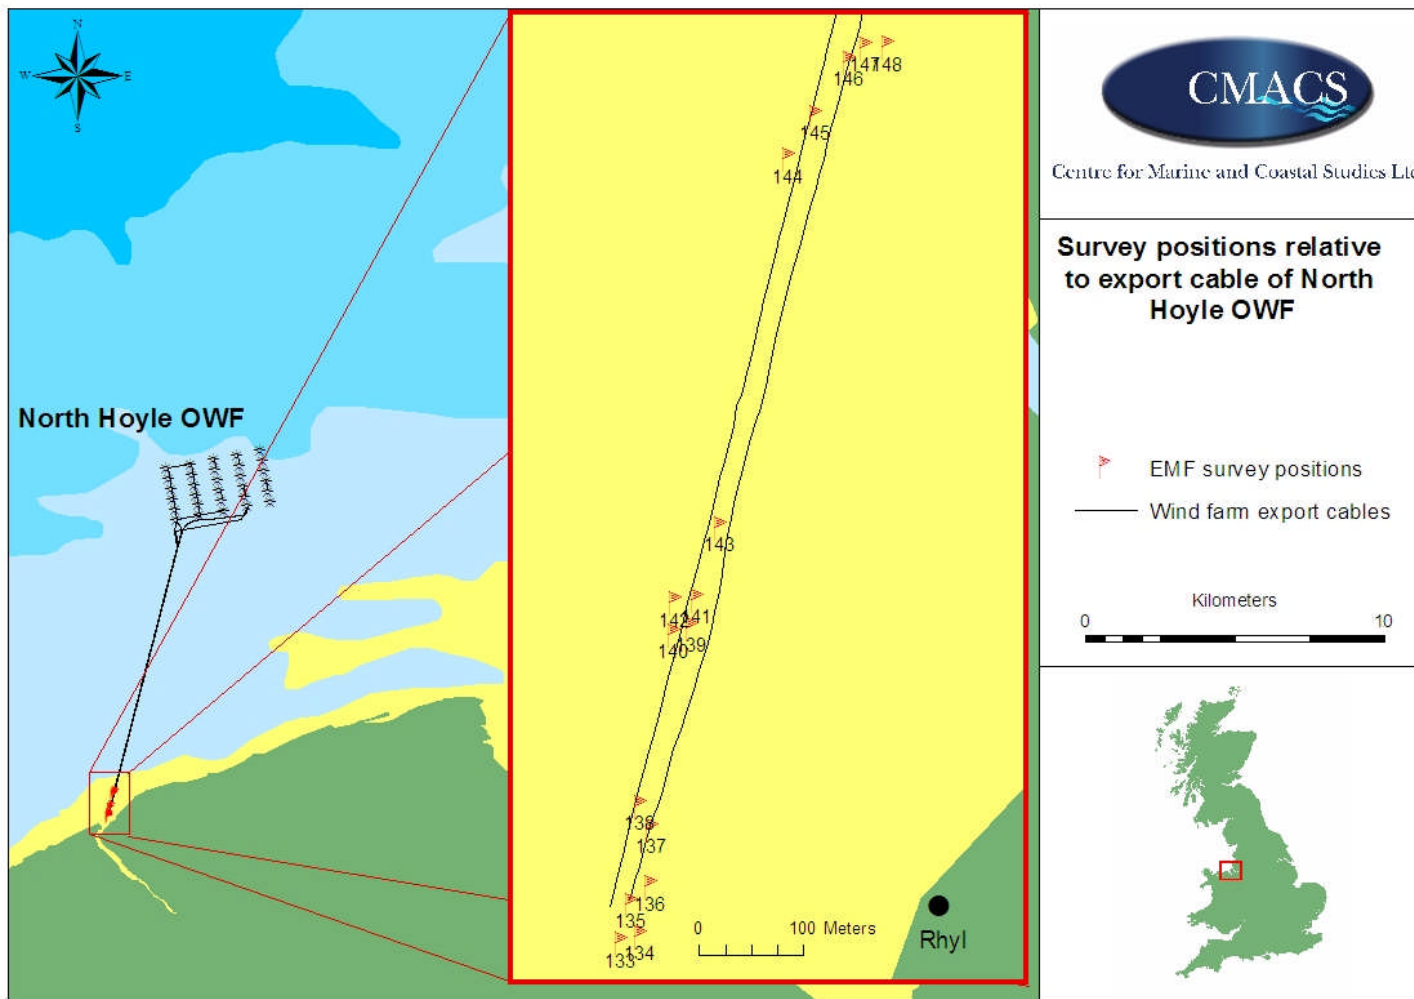 N
W E
S
North Hoyle OWF
147 148
146
145
144
143
142 141
140 139
138
137
136
135
134
133
0 100 Meters
Rhyl
CMACS
Centre for Marine and Coastal Studies Ltd
Survey positions relative
to export cable of North
Hoyle OWF
EMF survey positions
Wind farm export cables
Kilometers
0 10